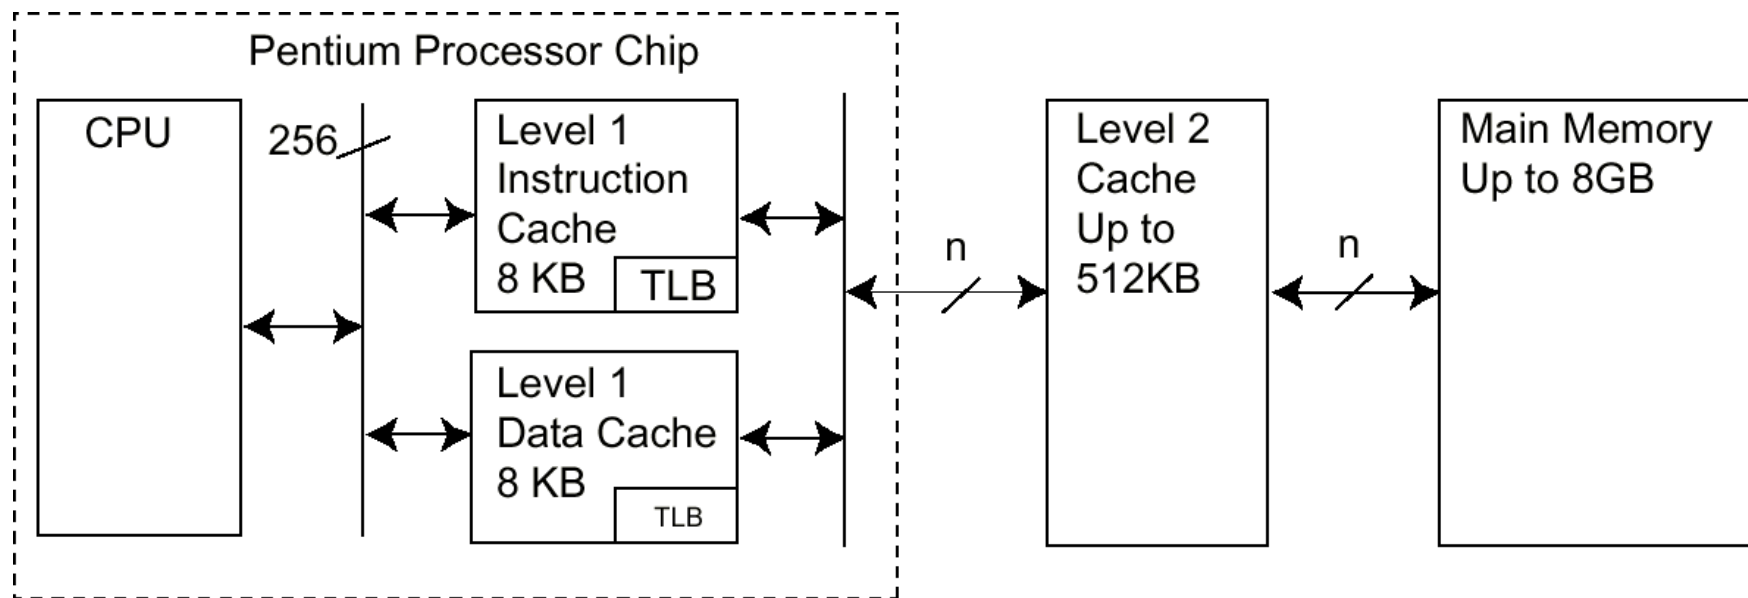 Pentium Processor Chip
CPU
256
Level 1
Instruction
Cache
8 KB
TLB
Level 1
Data Cache
8 KB
TLB
n
Level 2
Cache
Up to
512KB
n
Main Memory
Up to 8GB